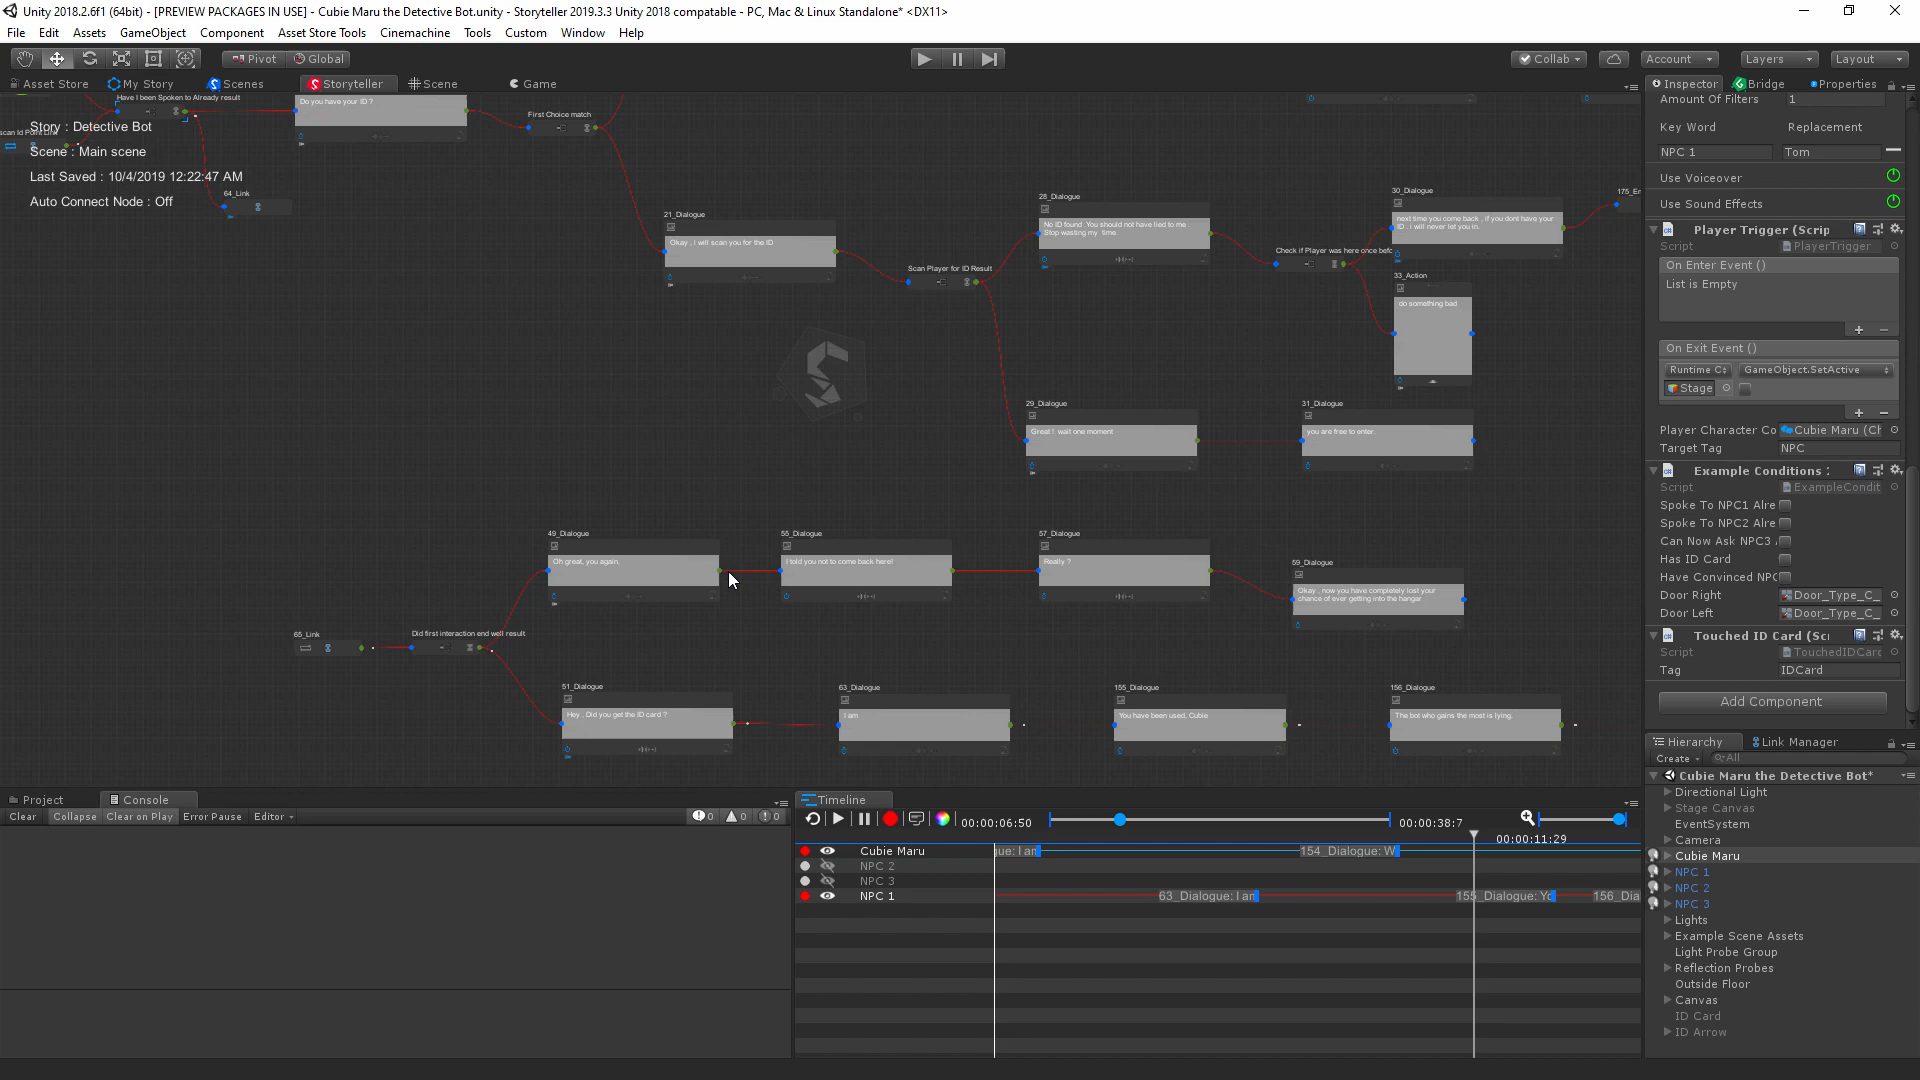 Unity 2018.2.6f1 (64bit) - [PREVIEW PACKAGES IN USE] - Cubie Maru the Detective Bot.unity - Storyteller 2019.3.3 Unity 2018 compatable - PC, Mac & Linux Standalone* <DX11>
File Edit Assets GameObject Component Asset Store Tools Cinemachine Tools Custom Window Help
Pivot Global Collab Account Layers Layout
Asset Store My Story Scenes Storyteller Scene Game
Have I been Spoken to Already result
Do you have your ID ?
First Choice match
Story : Detective Bot
Scene : Main scene
Last Saved : 10/4/2019 12:22:47 AM
Auto Connect Node : Off
64_Link
21_Dialogue
Okay , i will scan you for the ID
Scan Player for ID Result
28_Dialogue
No ID found .You should not have lied to me .
Stop wasting my time.
Check if Player was here once befo
30_Dialogue
next time you come back , if you dont have your
ID . i will never let you in.
33_Action
do something bad
29_Dialogue
Great ! wait one moment
31_Dialogue
you are free to enter.
49_Dialogue
Oh great, you again.
55_Dialogue
I told you not to come back here!
57_Dialogue
Really ?
59_Dialogue
Okay , now you have completely lost your
chance of ever getting into the hangar
65_Link
Did first interaction end well result
51_Dialogue
Hey , Did you get the ID card ?
63_Dialogue
I am
155_Dialogue
You have been used, Cubie
156_Dialogue
The bot who gains the most is lying.
Inspector Bridge Properties
Amount Of Filters 1
Key Word Replacement
NPC 1 Tom
Use Voiceover
Use Sound Effects
Player Trigger (Scrip
Script PlayerTrigger
On Enter Event ()
List is Empty
On Exit Event ()
Runtime C GameObject.SetActive
Stage
Player Character Co Cubie Maru (Ch
Target Tag NPC
Example Conditions
Script ExampleCondit
Spoke To NPC1 Alre
Spoke To NPC2 Alre
Can Now Ask NPC3
Has ID Card
Have Convinced NPC
Door Right Door_Type_C_
Door Left Door_Type_C_
Touched ID Card (Sc
Script TouchedIDCard
Tag IDCard
Add Component
Hierarchy Link Manager
Create All
Cubie Maru the Detective Bot*
Directional Light
Stage Canvas
EventSystem
Camera
Cubie Maru
NPC 1
NPC 2
NPC 3
Lights
Example Scene Assets
Light Probe Group
Reflection Probes
Outside Floor
Canvas
ID Card
ID Arrow
Project Console
Clear Collapse Clear on Play Error Pause Editor 0 0 0
Timeline
00:00:06:50 00:00:38:7
00:00:11:29
Cubie Maru gue: I am 154_Dialogue: W
NPC 2
NPC 3
NPC 1 63_Dialogue: I am 155_Dialogue: Yo 156_Dia